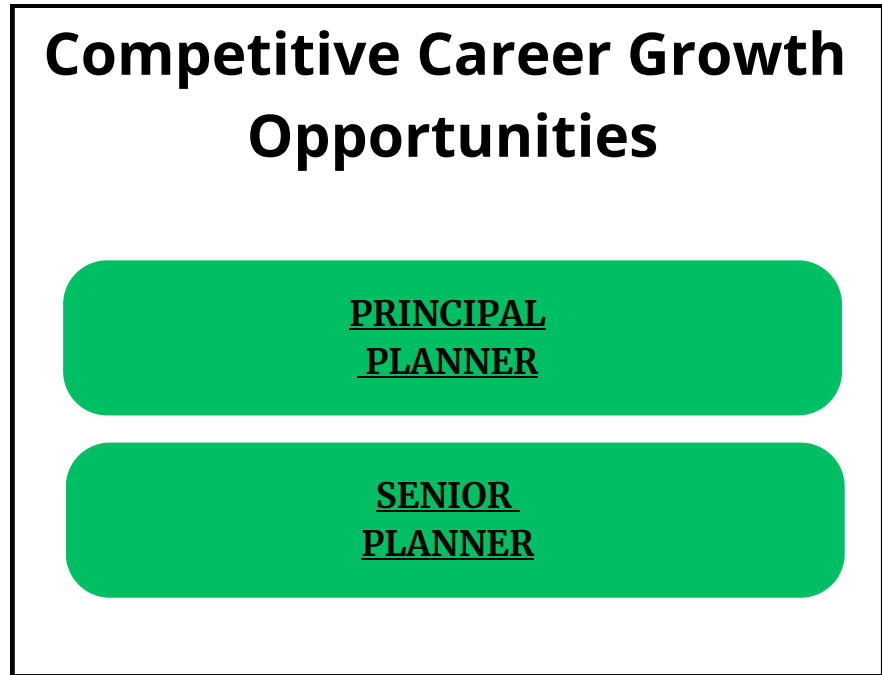 Competitive Career Growth
Opportunities
PRINCIPAL
PLANNER
SENIOR
PLANNER